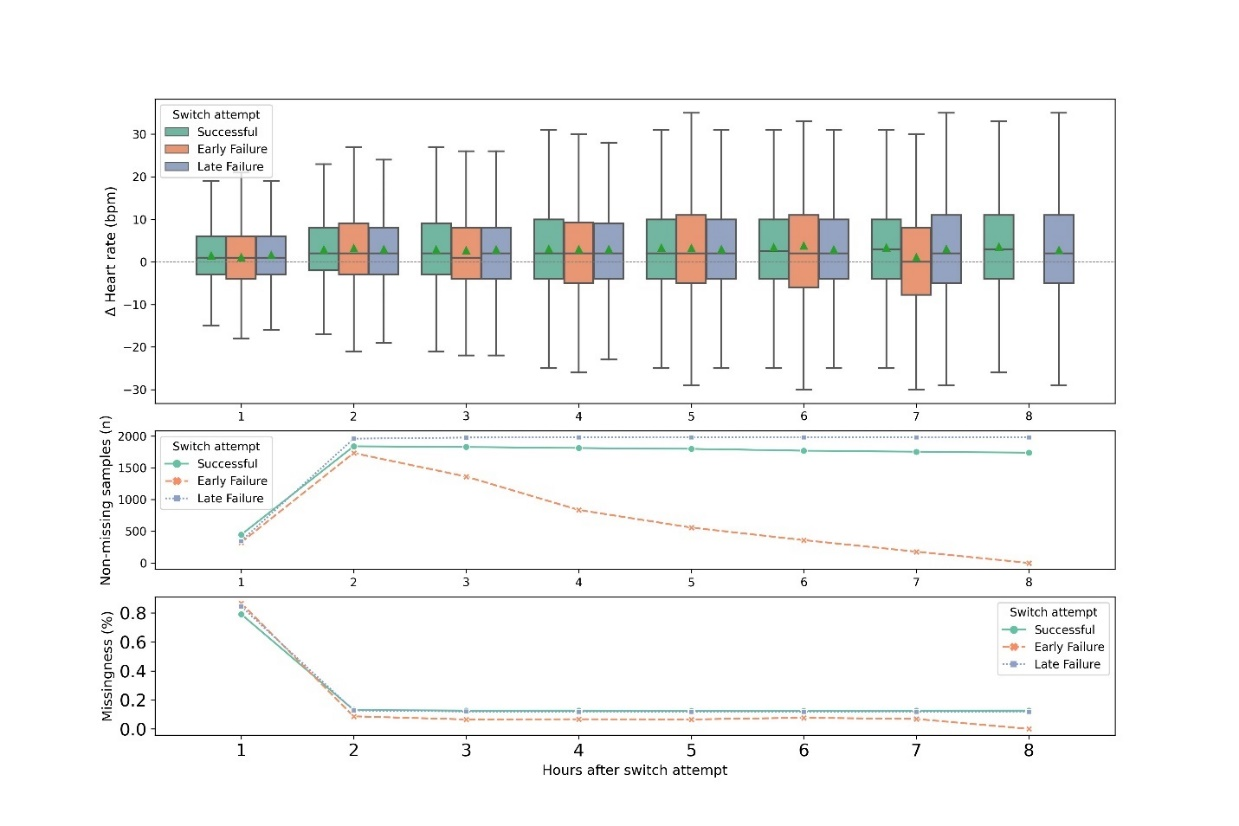 Switch attempt
Successful
Early Failure
Late Failure
Δ Heart rate (bpm)
30
20
10
0
−10
−20
−30
1 2 3 4 5 6 7 8
Switch attempt
Successful
Early Failure
Late Failure
Non-missing samples (n)
2000
1500
1000
500
0
1 2 3 4 5 6 7 8
Switch attempt
Successful
Early Failure
Late Failure
Missingness (%)
0.8
0.6
0.4
0.2
0.0
1 2 3 4 5 6 7 8
Hours after switch attempt